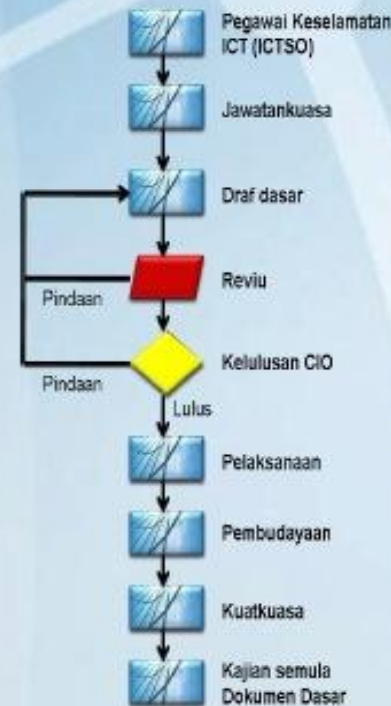 Pegawai Keselamatan
ICT (ICTSO)
Jawatankuasa
Draf dasar
Reviu
Pindaan
Kelulusan CIO
Pindaan
Lulus
Pelaksanaan
Pembudayaan
Kuatkuasa
Kajian semula
Dokumen Dasar